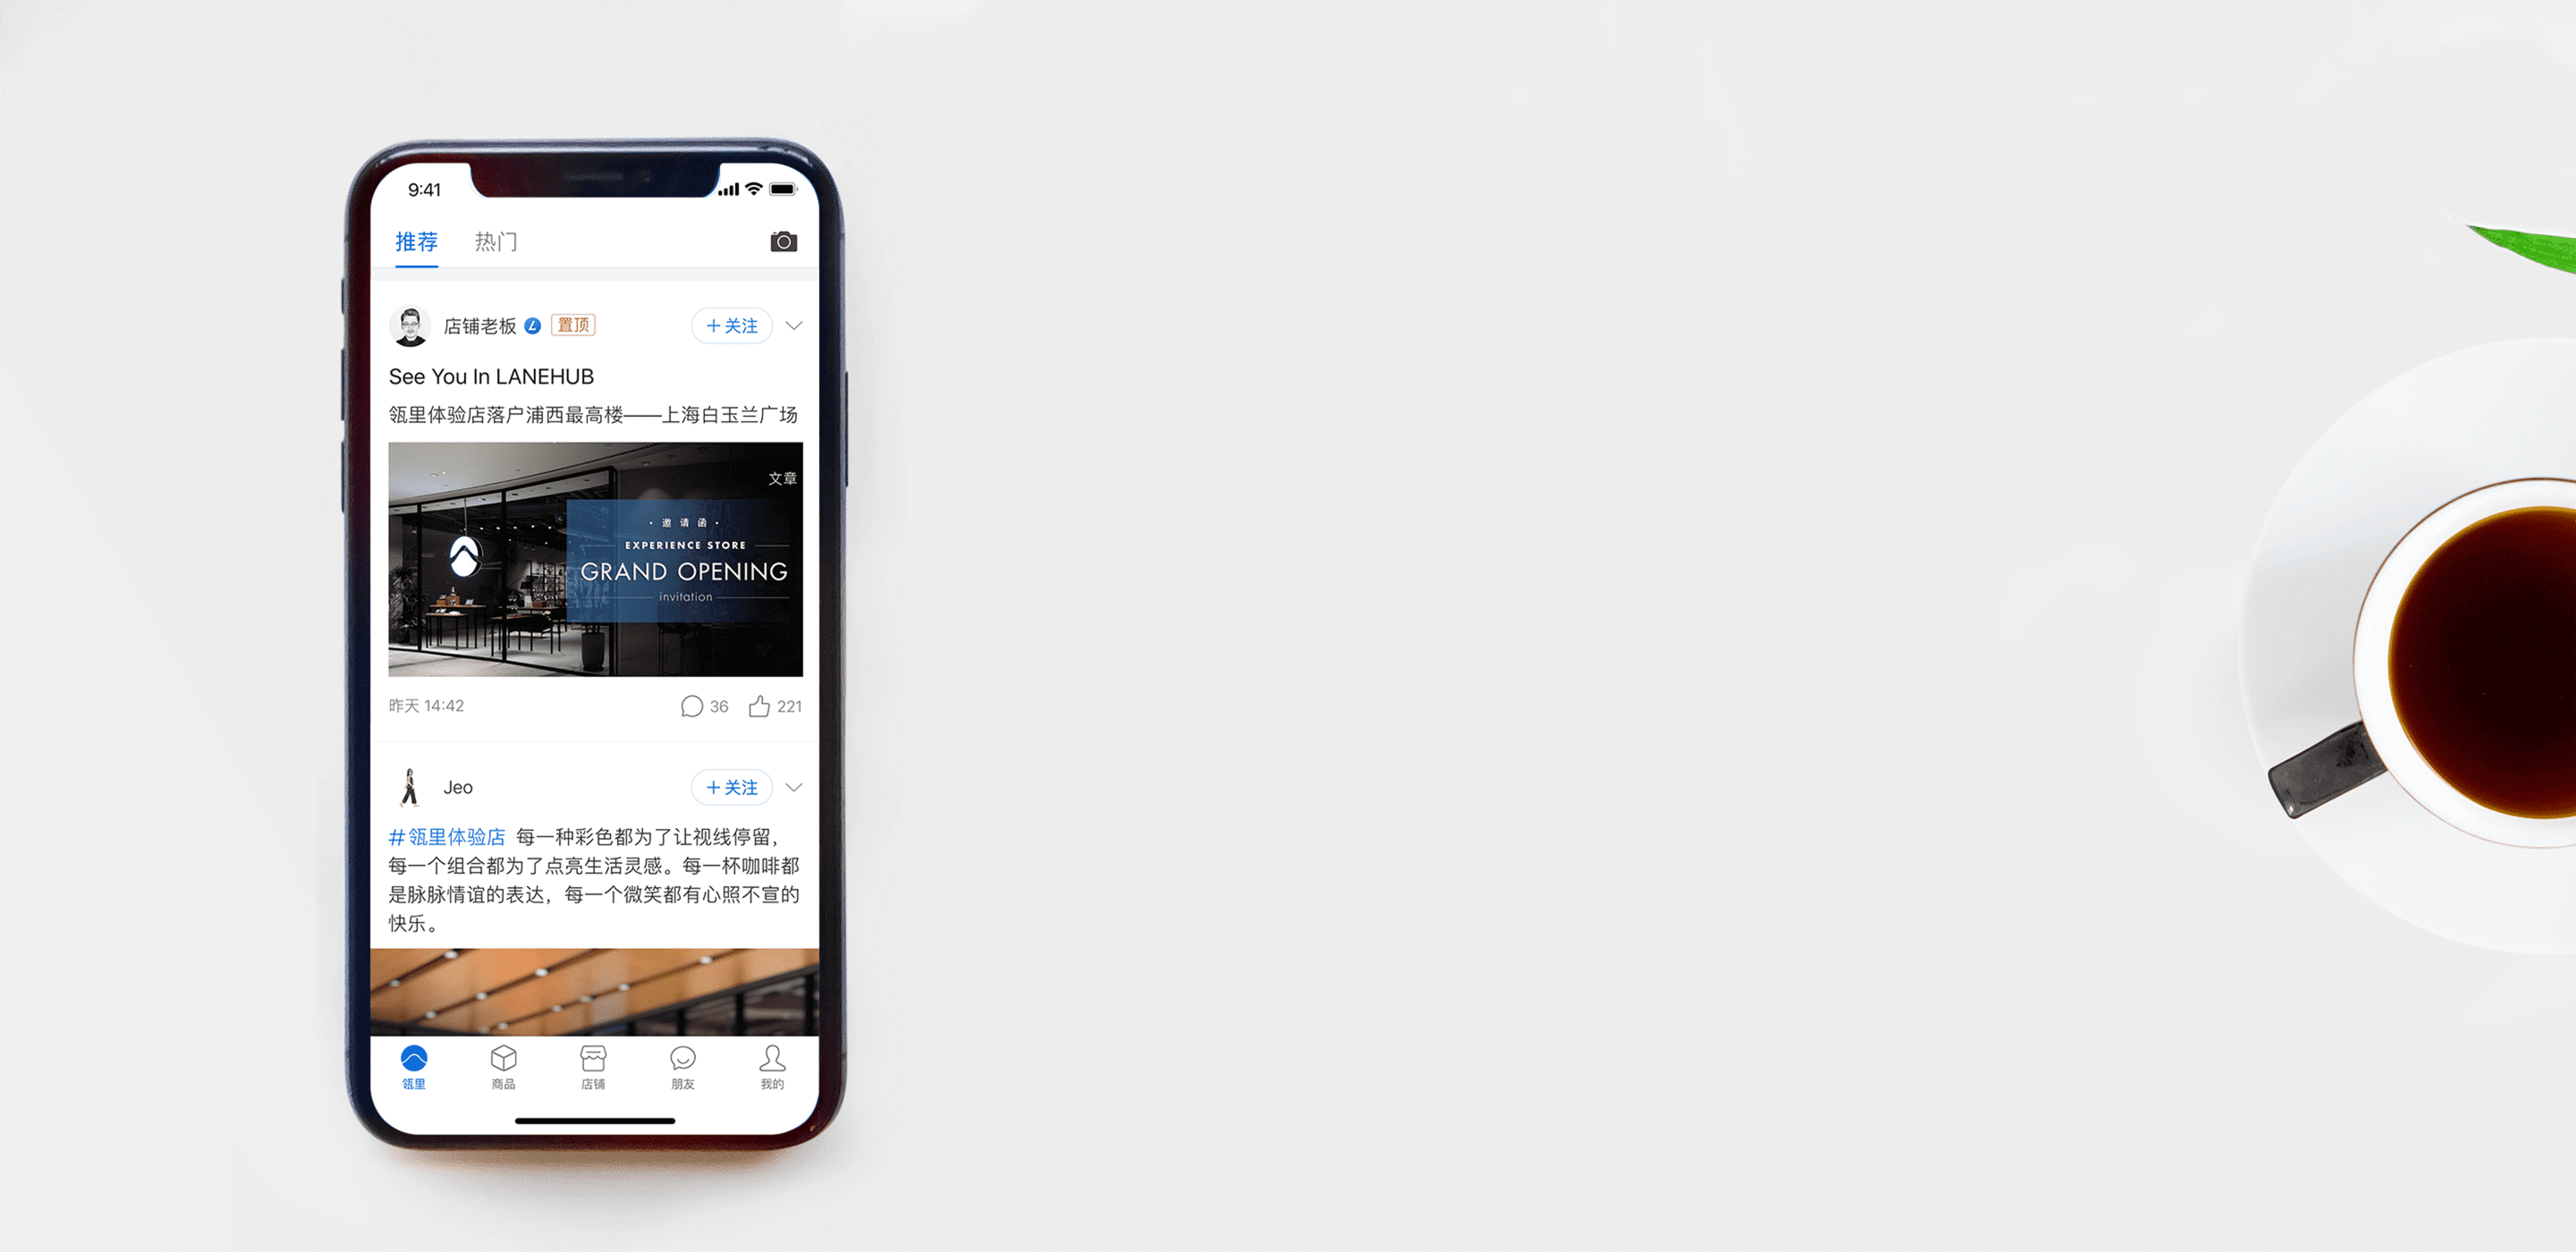 9:41
推荐 热门
店铺老板 置顶 +关注
See You In LANEHUB
瓴里体验店落户浦西最高楼——上海白玉兰广场
文章
· 邀请函 ·
EXPERIENCE STORE
GRAND OPENING
invitation
昨天 14:42 36 221
Jeo +关注
#瓴里体验店 每一种彩色都为了让视线停留，
每一个组合都为了点亮生活灵感。每一杯咖啡都
是脉脉情谊的表达，每一个微笑都有心照不宣的
快乐。
瓴里 商品 店铺 朋友 我的